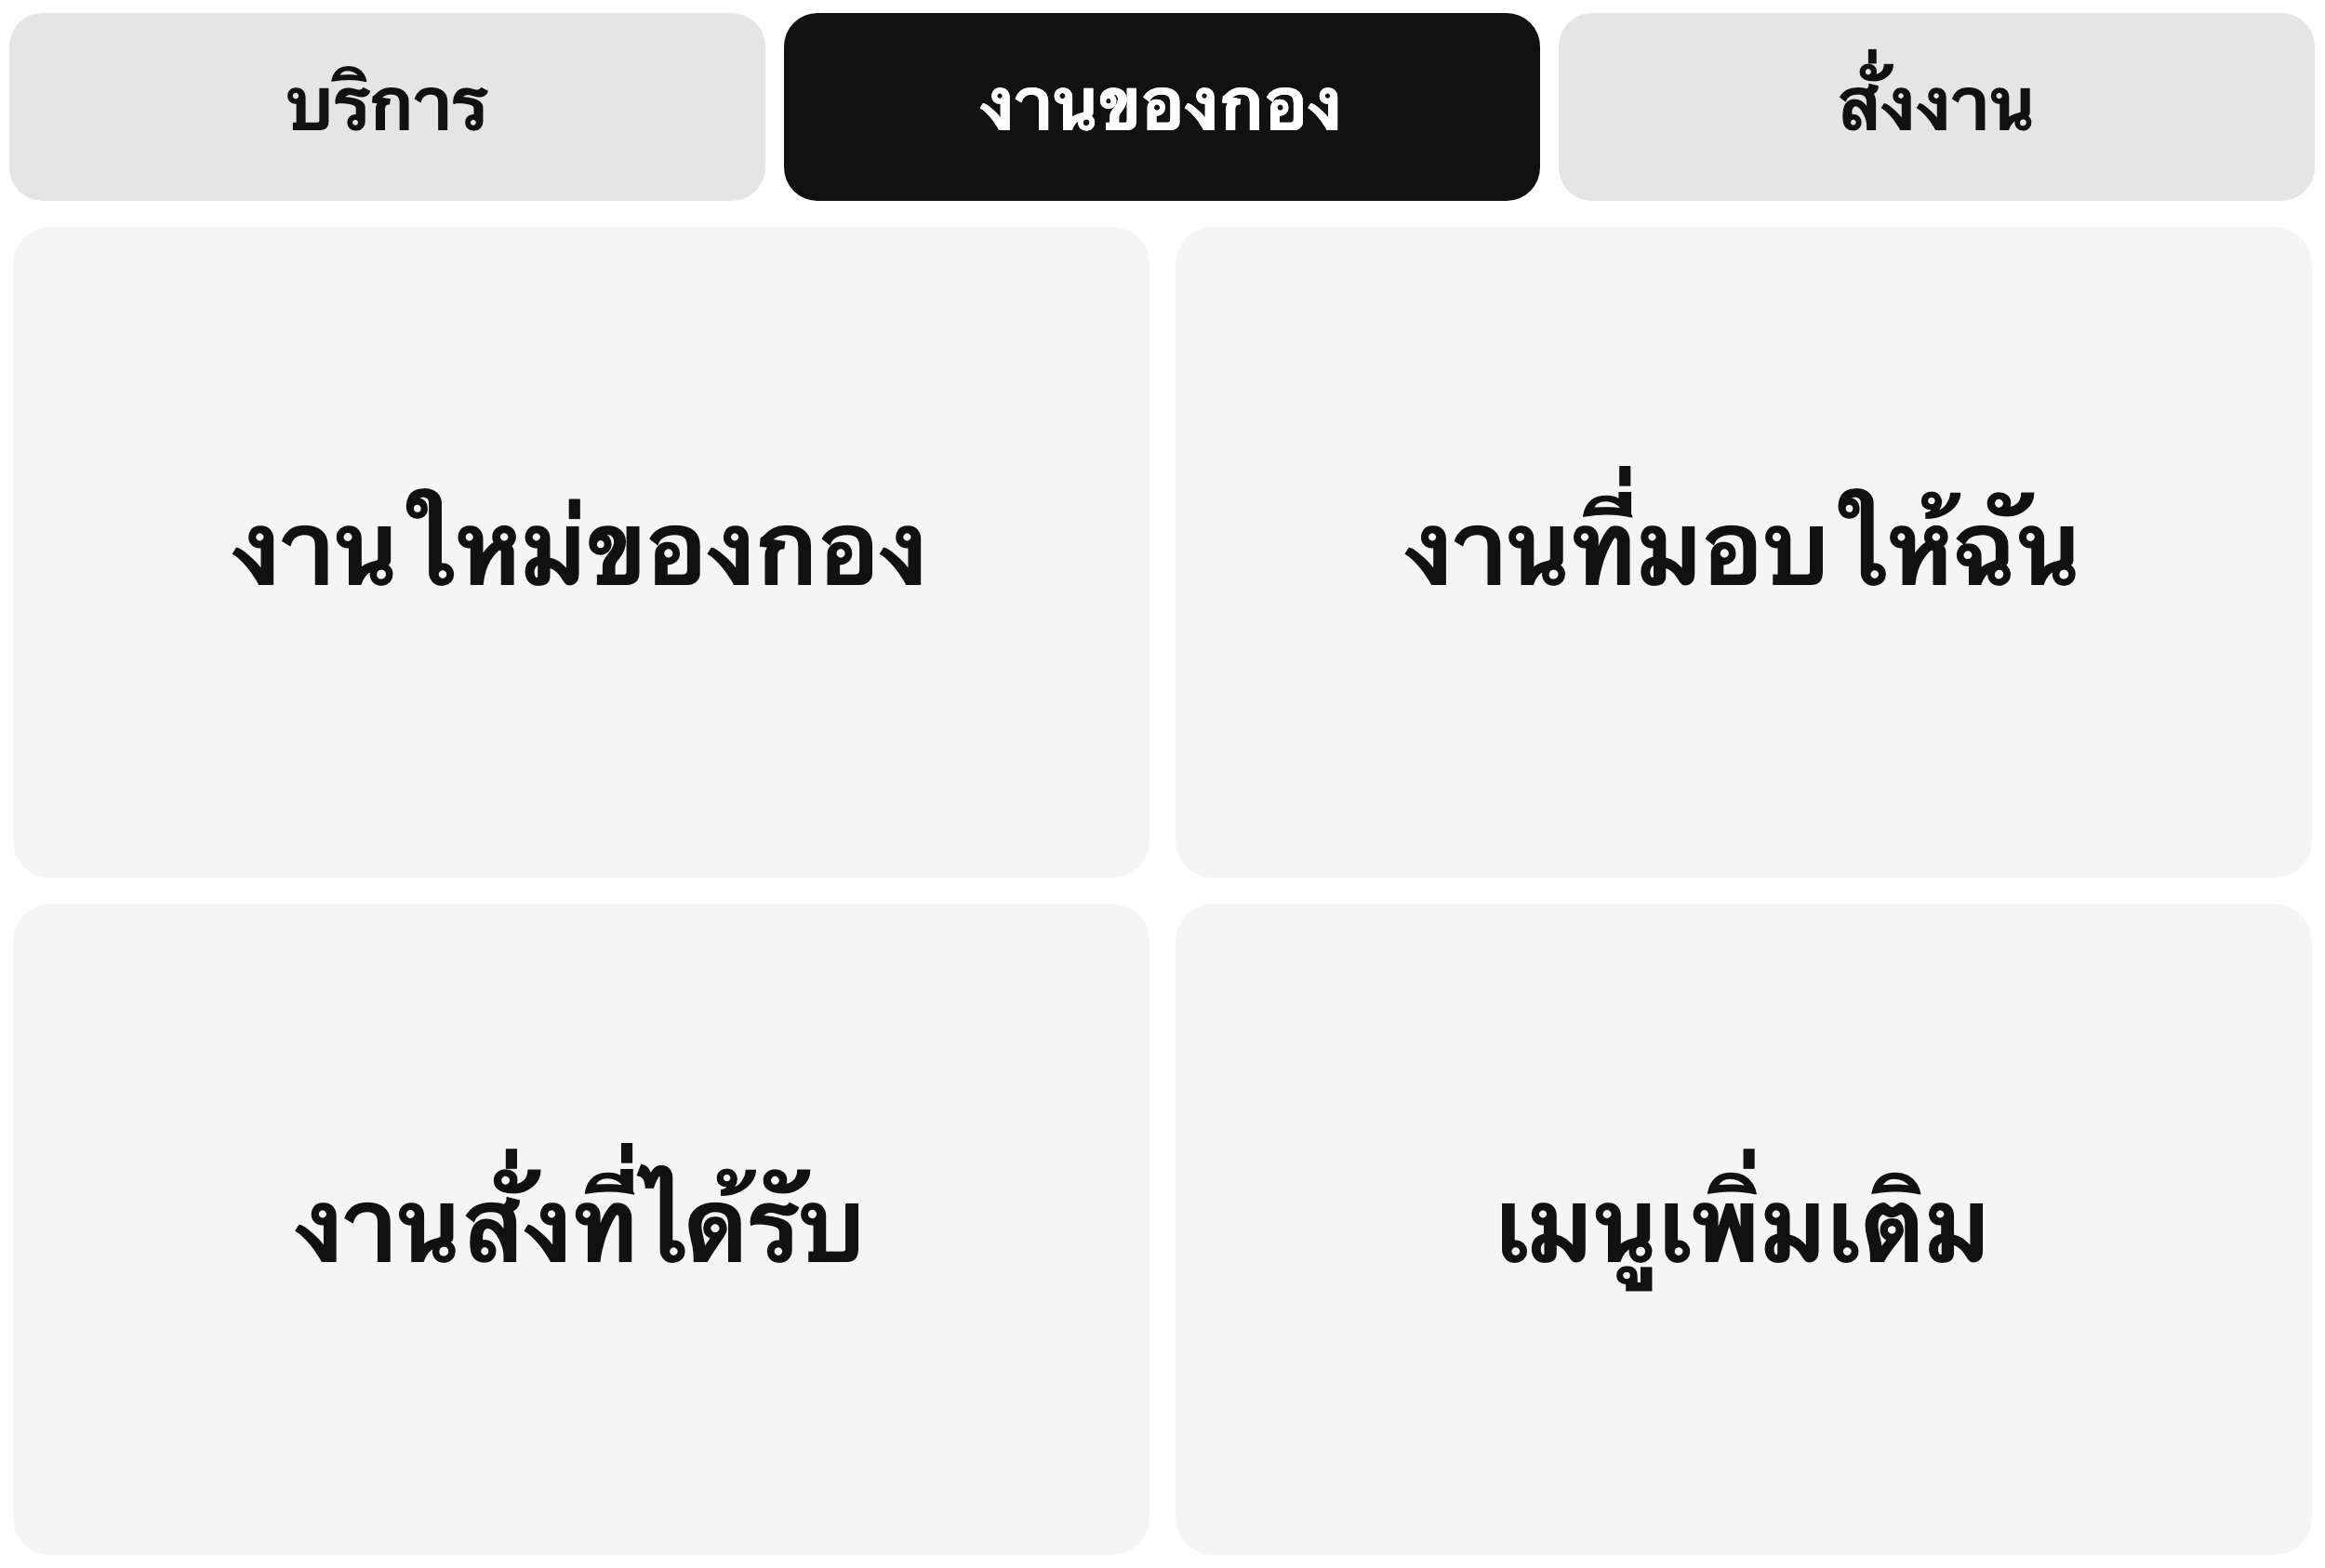 บริการ
งานของกอง
สั่งงาน
งานใหม่ของกอง
งานที่มอบให้ฉัน
งานสั่งที่ได้รับ
เมนูเพิ่มเติม